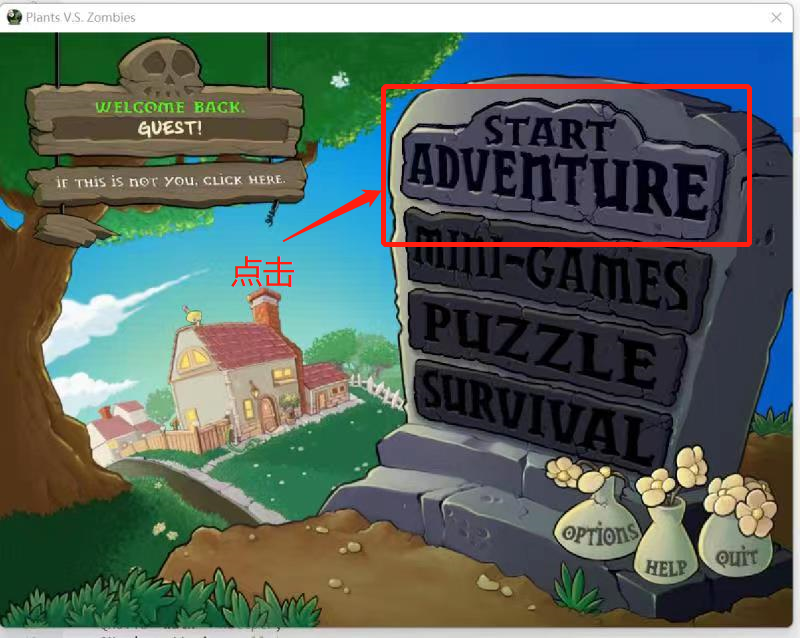 Plants V.S. Zombies
WELCOME BACK,
GUEST!
IF THIS IS NOT YOU, CLICK HERE.
START
ADVENTURE
点击
MINI-GAMES
PUZZLE
SURVIVAL
OPTIONS
HELP
QUIT